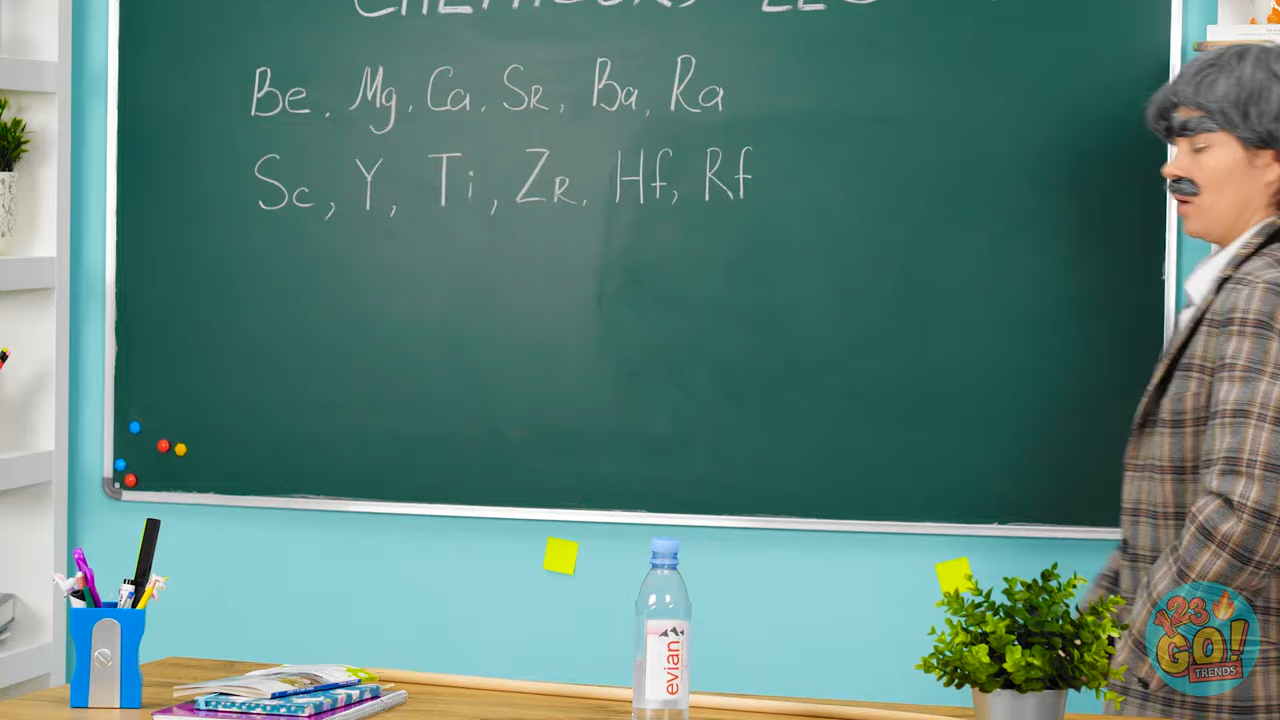 Be, Mg, Ca, Sr, Ba, Ra
Sc, Y, Ti, Zr, Hf, Rf
evian
123
GO!
TRENDS